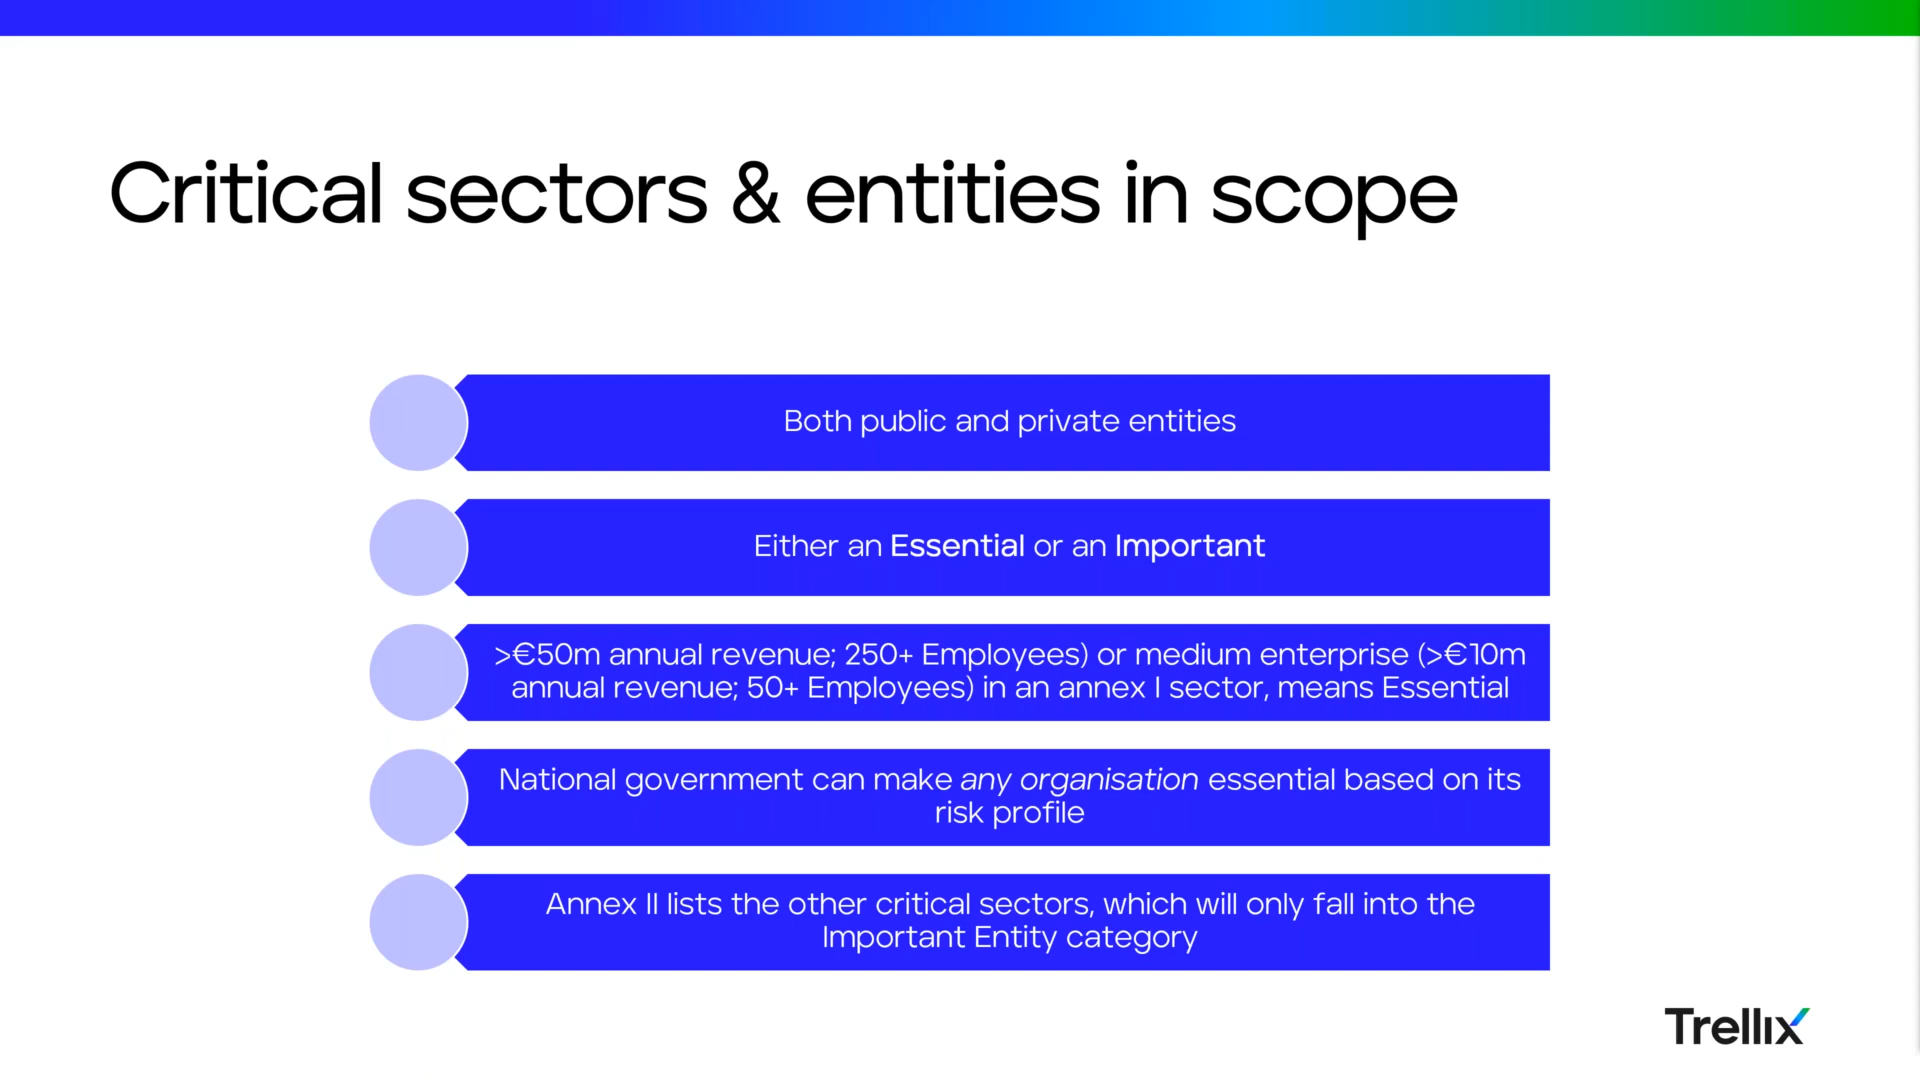 Critical sectors & entities in scope
Both public and private entities
Either an Essential or an Important
>€50m annual revenue; 250+ Employees) or medium enterprise (>€10m
annual revenue; 50+ Employees) in an annex I sector, means Essential
National government can make any organisation essential based on its
risk profile
Annex II lists the other critical sectors, which will only fall into the
Important Entity category
Trellix